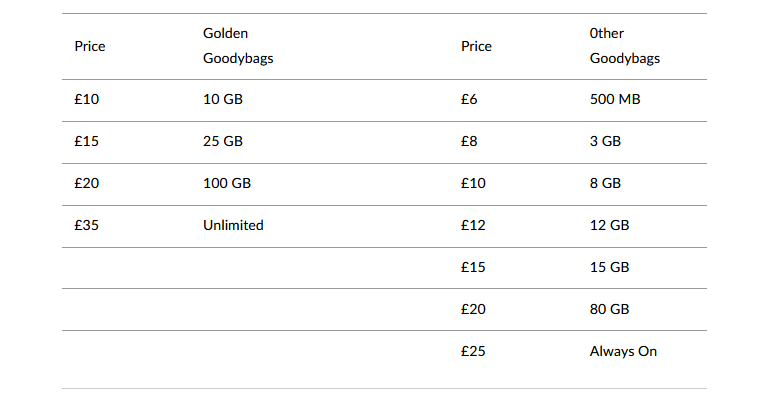 Price Golden Goodybags Price 0ther Goodybags
£10 10 GB £6 500 MB
£15 25 GB £8 3 GB
£20 100 GB £10 8 GB
£35 Unlimited £12 12 GB
£15 15 GB
£20 80 GB
£25 Always On